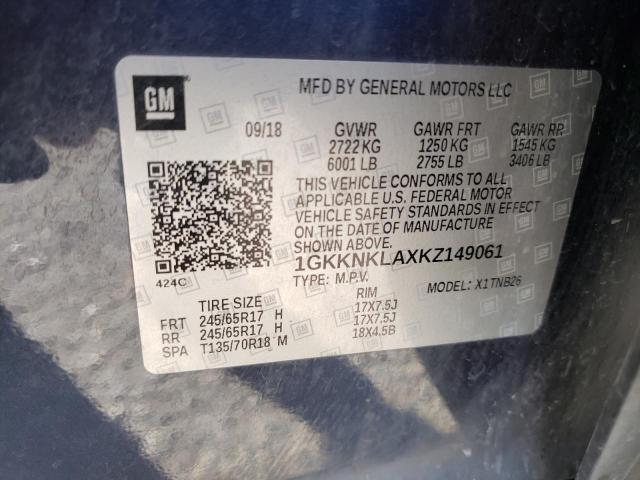 GM
MFD BY GENERAL MOTORS LLC
09/18 GVWR GAWR FRT GAWR RR
2722 KG 1250 KG 1545 KG
6001 LB 2755 LB 3406 LB
THIS VEHICLE CONFORMS TO ALL
APPLICABLE U.S. FEDERAL MOTOR
VEHICLE SAFETY STANDARDS IN EFFECT
ON THE DATE OF MANUFACTURE
SHOWN ABOVE.
1GKKNKLAXKZ149061
424C TYPE: M.P.V. MODEL: X1TNB26
TIRE SIZE RIM
FRT 245/65R17 H 17X7.5J
RR 245/65R17 H 17X7.5J
SPA T135/70R18 M 18X4.5B